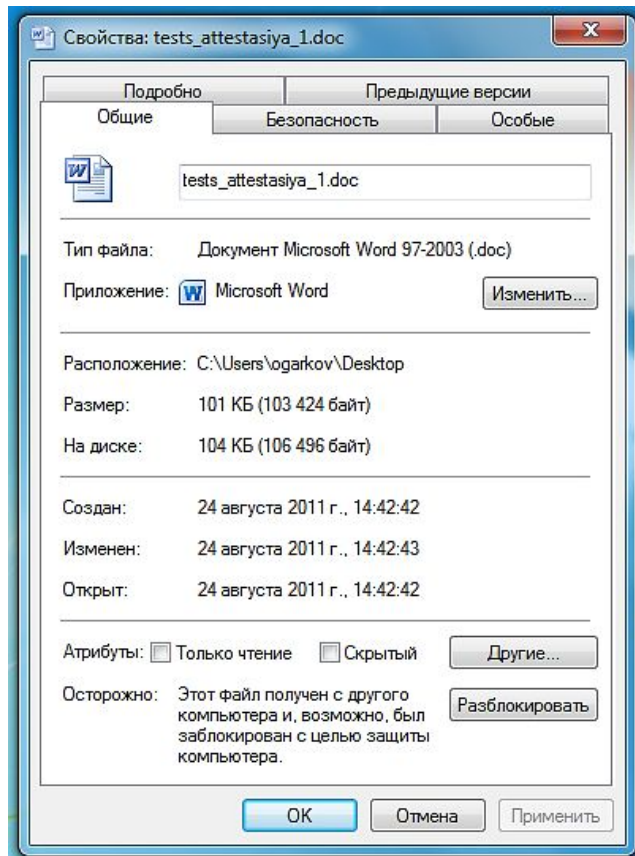 Свойства: tests_attestasiya_1.doc
Подробно
Предыдущие версии
Общие
Безопасность
Особые
tests_attestasiya_1.doc
Тип файла: Документ Microsoft Word 97-2003 (.doc)
Приложение: Microsoft Word Изменить...
Расположение: C:\Users\ogarkov\Desktop
Размер: 101 КБ (103 424 байт)
На диске: 104 КБ (106 496 байт)
Создан: 24 августа 2011 г., 14:42:42
Изменен: 24 августа 2011 г., 14:42:43
Открыт: 24 августа 2011 г., 14:42:42
Атрибуты: Только чтение Скрытый Другие...
Осторожно: Этот файл получен с другого
компьютера и, возможно, был
заблокирован с целью защиты
компьютера.
Разблокировать
OK Отмена Применить